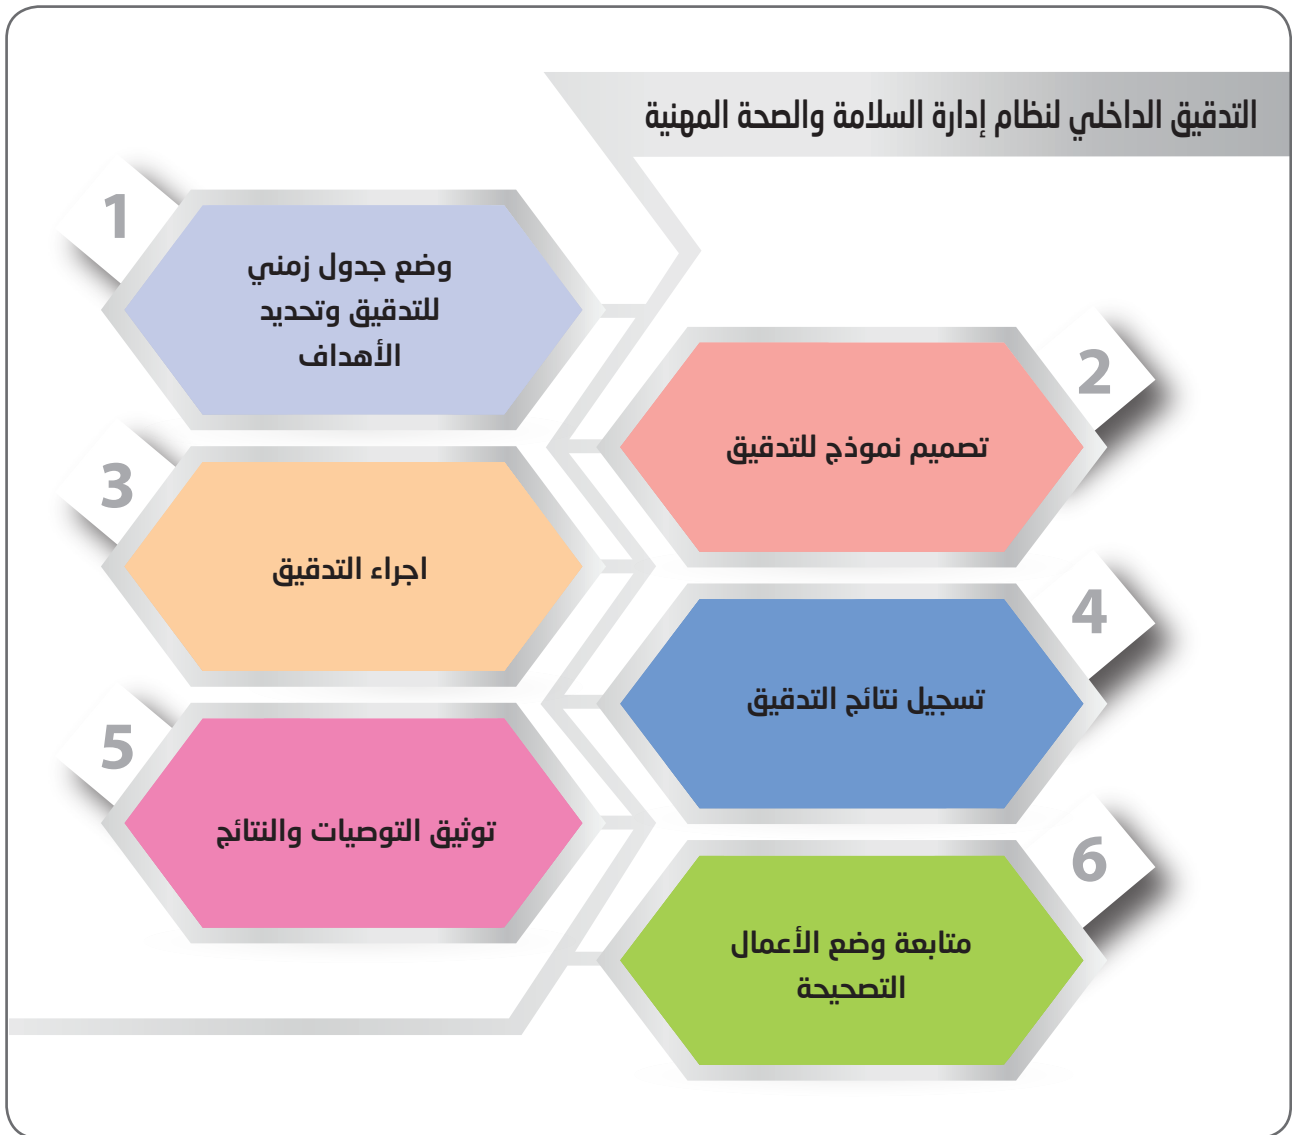 التدقيق الداخلي لنظام إدارة السلامة والصحة المهنية
1
وضع جدول زمني
للتدقيق وتحديد
الأهداف
2
تصميم نموذج للتدقيق
3
اجراء التدقيق
4
تسجيل نتائج التدقيق
5
توثيق التوصيات والنتائج
6
متابعة وضع الأعمال
التصحيحة